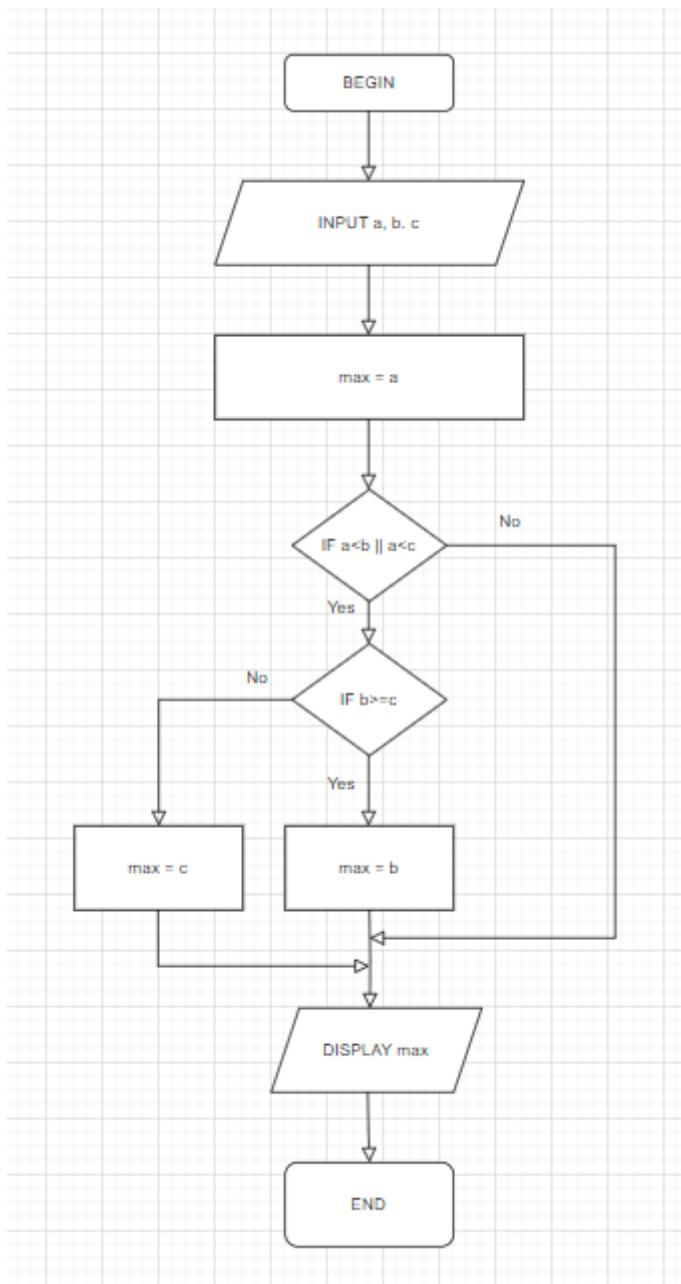 BEGIN
INPUT a, b. c
max = a
IF a<b || a<c
No
Yes
No
IF b>=c
Yes
max = c
max = b
DISPLAY max
END